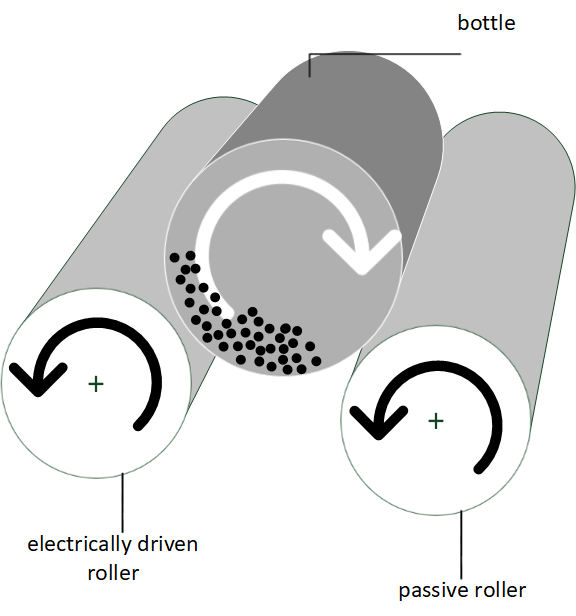 bottle
electrically driven
roller
passive roller